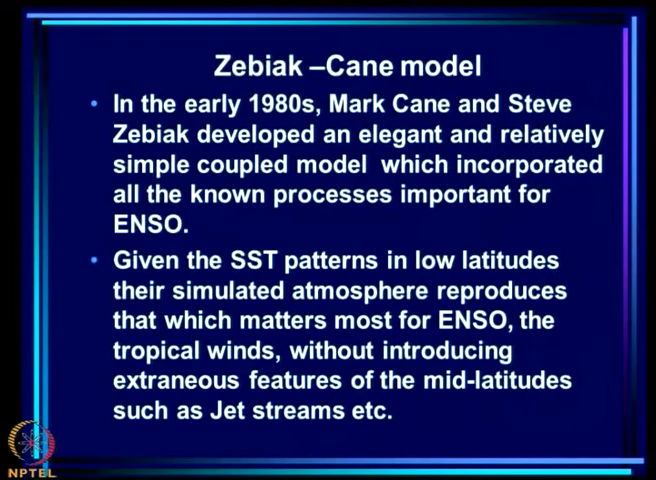 Zebiak –Cane model
• In the early 1980s, Mark Cane and Steve
Zebiak developed an elegant and relatively
simple coupled model which incorporated
all the known processes important for
ENSO.
• Given the SST patterns in low latitudes
their simulated atmosphere reproduces
that which matters most for ENSO, the
tropical winds, without introducing
extraneous features of the mid-latitudes
such as Jet streams etc.
NPTEL